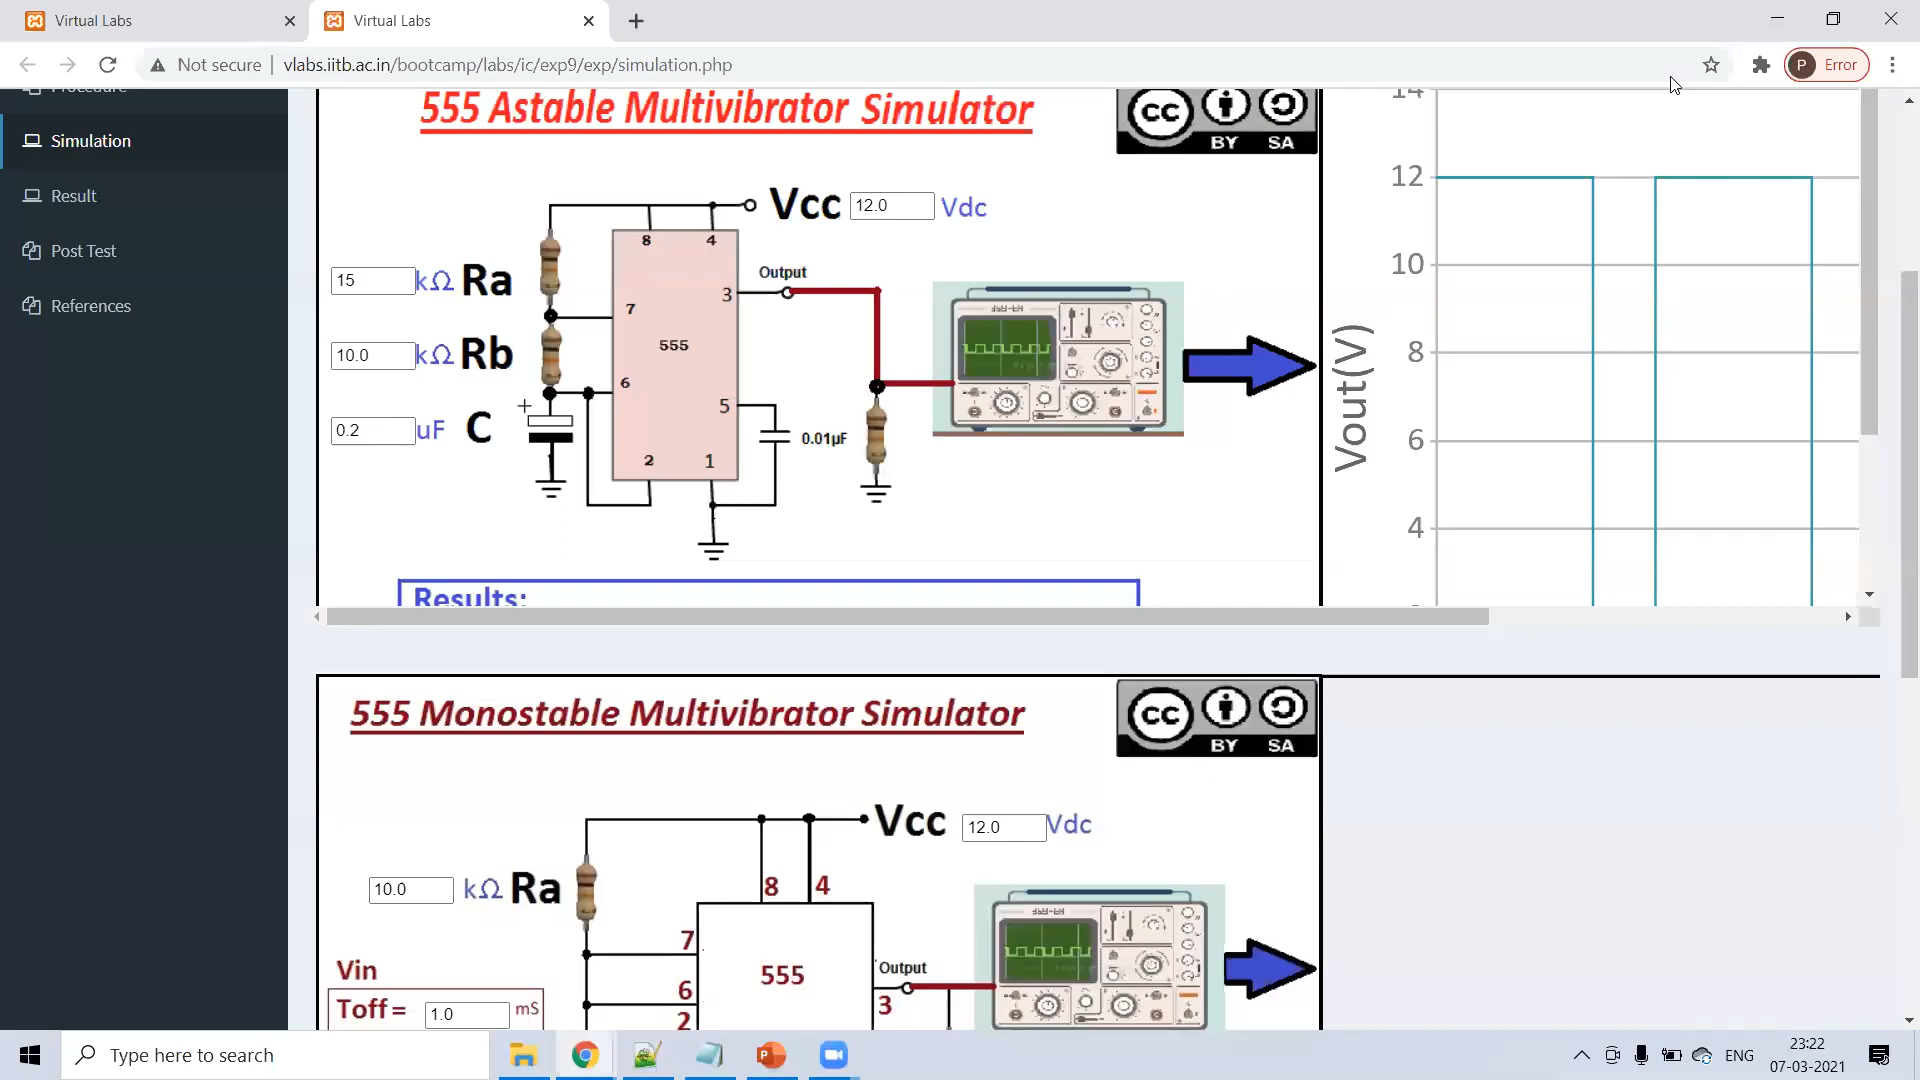 Virtual Labs
Virtual Labs
Not secure
vlabs.iitb.ac.in/bootcamp/labs/ic/exp9/exp/simulation.php
P
Error
Procedure
Simulation
Result
Post Test
References
555 Astable Multivibrator Simulator
cc
BY SA
Vcc 12.0 Vdc
15 kΩ Ra
10.0 kΩ Rb
0.2 uF C
+
8 4
7
6
555
3
5
2 1
Output
0.01µF
Results:
14
12
10
8
6
4
Vout(V)
555 Monostable Multivibrator Simulator
cc
BY SA
Vcc 12.0 Vdc
10.0 kΩ Ra
8 4
7
6
2
555
3
Output
Vin
Toff= 1.0 mS
Type here to search
ENG
23:22
07-03-2021